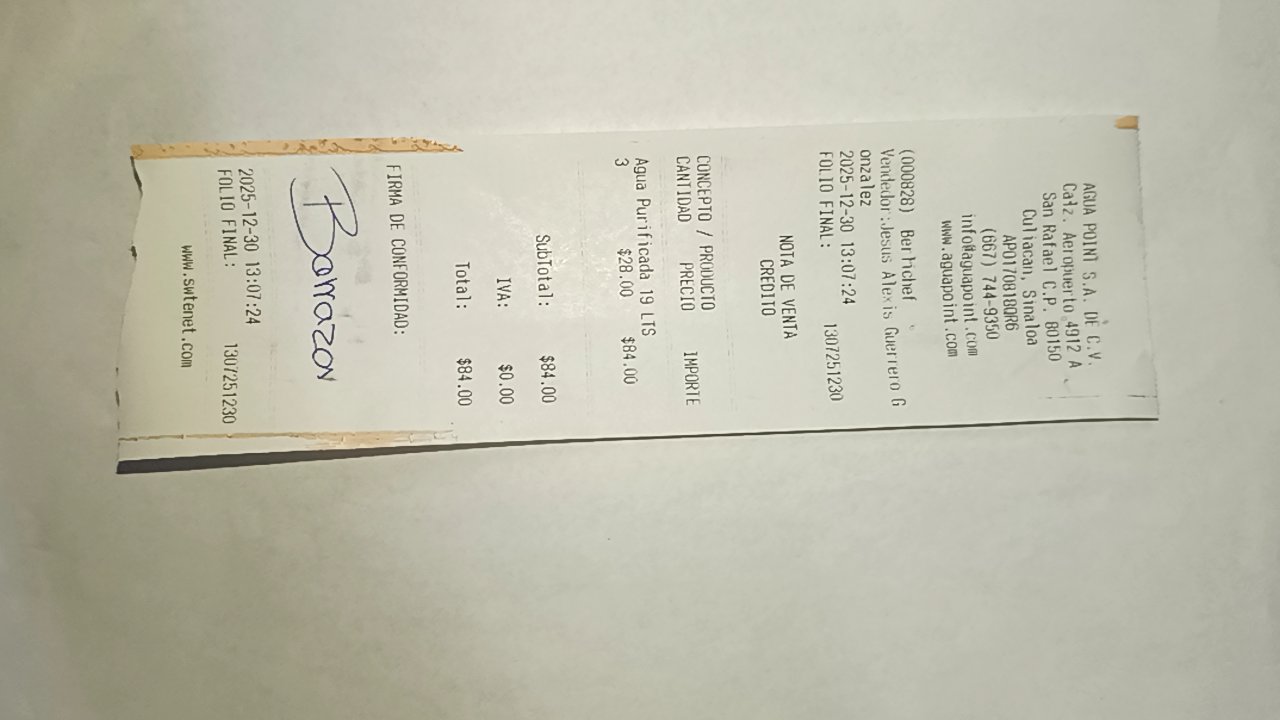 AGUA POINT S.A. DE C.V.
Calz. Aeropuerto 4912 A
San Rafael C.P. 80150
Culiacan, Sinaloa
APO170818QR6
(667) 744-9350
info@aguapoint.com
www.aguapoint.com
(000828) Berhichef
Vendedor:Jesus Alexis Guerrero G
onzalez
2025-12-30 13:07:24
FOLIO FINAL: 1307251230
NOTA DE VENTA
CREDITO
CONCEPTO / PRODUCTO
CANTIDAD PRECIO IMPORTE
Agua Purificada 19 LTS
3 $28.00 $84.00
SubTotal: $84.00
IVA: $0.00
Total: $84.00
FIRMA DE CONFORMIDAD:
Barrazon
2025-12-30 13:07:24
FOLIO FINAL: 1307251230
www.swtenet.com